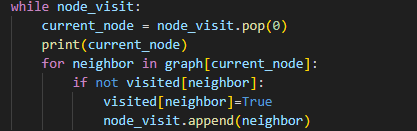 while node_visit:
    current_node = node_visit.pop(0)
    print(current_node)
    for neighbor in graph[current_node]:
        if not visited[neighbor]:
            visited[neighbor]=True
            node_visit.append(neighbor)